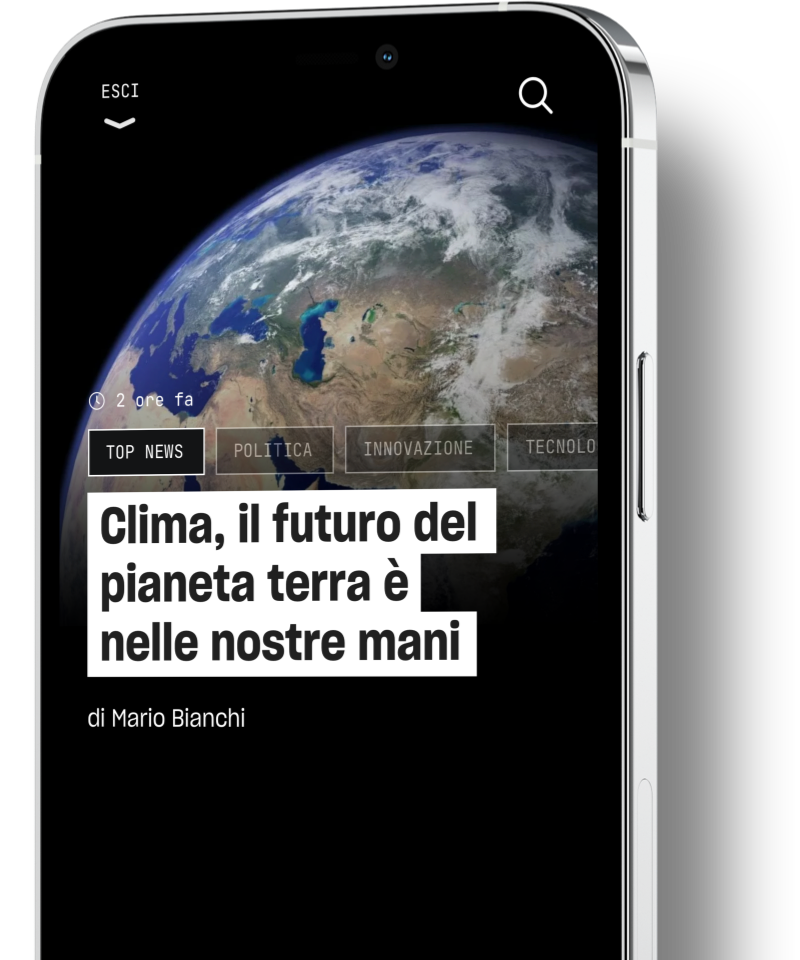 ESCI
2 ore fa
TOP NEWS POLITICA INNOVAZIONE TECNOLO
Clima, il futuro del
pianeta terra è
nelle nostre mani
di Mario Bianchi